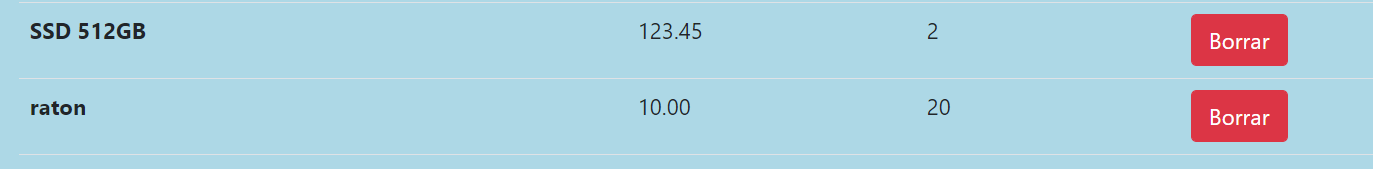 SSD 512GB 123.45 2 Borrar
raton 10.00 20 Borrar